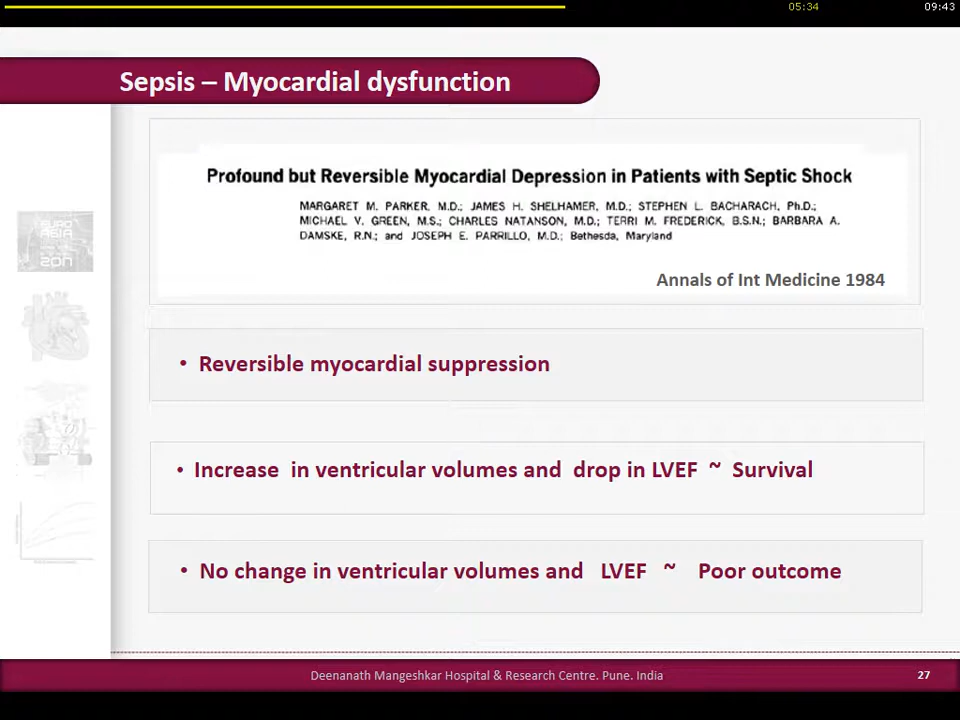 05:34
09:43
Sepsis – Myocardial dysfunction
Profound but Reversible Myocardial Depression in Patients with Septic Shock
MARGARET M. PARKER, M.D.; JAMES H. SHELHAMER, M.D.; STEPHEN L. BACHARACH, Ph.D.;
MICHAEL V. GREEN, M.S.; CHARLES NATANSON, M.D.; TERRI M. FREDERICK, B.S.N.; BARBARA A.
DAMSKE, R.N.; and JOSEPH E. PARRILLO, M.D.; Bethesda, Maryland
Annals of Int Medicine 1984
EURO
ASIA
2011
• Reversible myocardial suppression
• Increase in ventricular volumes and drop in LVEF ~ Survival
• No change in ventricular volumes and LVEF ~ Poor outcome
Deenanath Mangeshkar Hospital & Research Centre. Pune. India
27